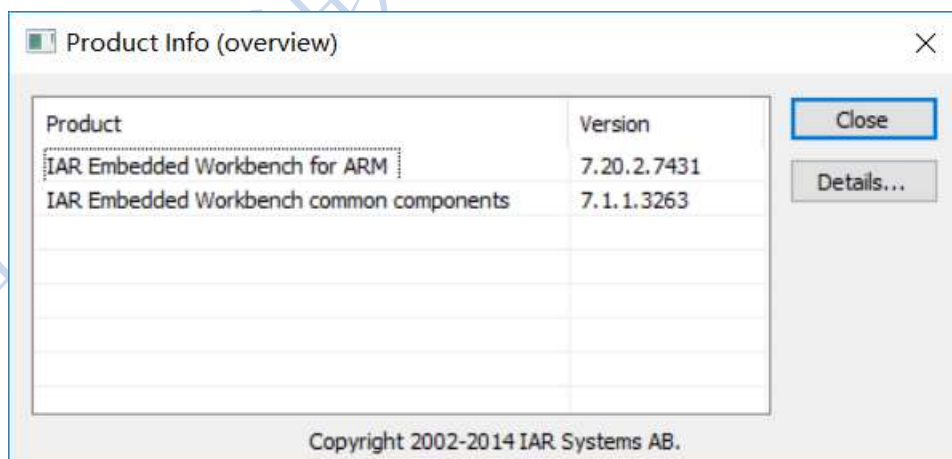 Product Info (overview)
Product Version
Close
IAR Embedded Workbench for ARM 7.20.2.7431
Details...
IAR Embedded Workbench common components 7.1.1.3263
Copyright 2002-2014 IAR Systems AB.